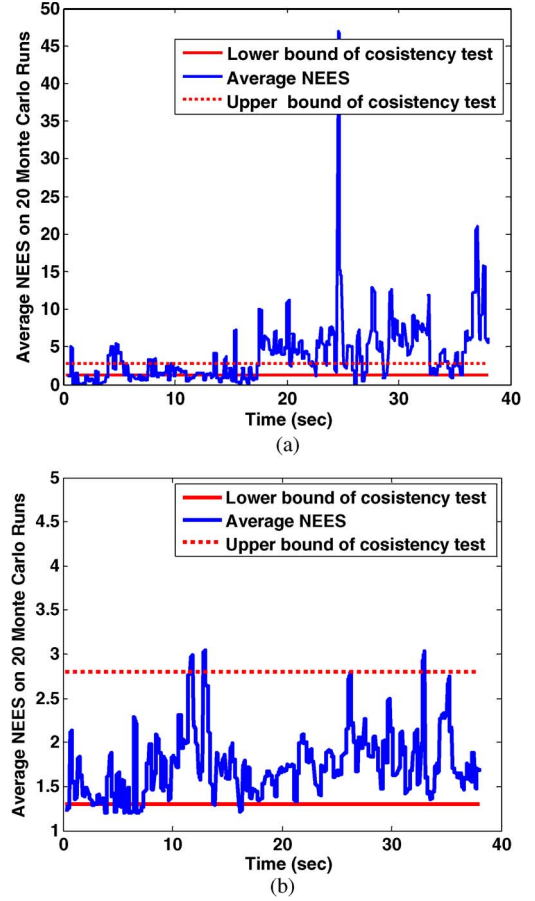 50
45
40
35
30
25
20
15
10
5
0
Average NEES on 20 Monte Carlo Runs
Lower bound of cosistency test
Average NEES
Upper bound of cosistency test
0 10 20 30 40
Time (sec)
(a)
5
4.5
4
3.5
3
2.5
2
1.5
1
Average NEES on 20 Monte Carlo Runs
Lower bound of cosistency test
Average NEES
Upper bound of cosistency test
0 10 20 30 40
Time (sec)
(b)